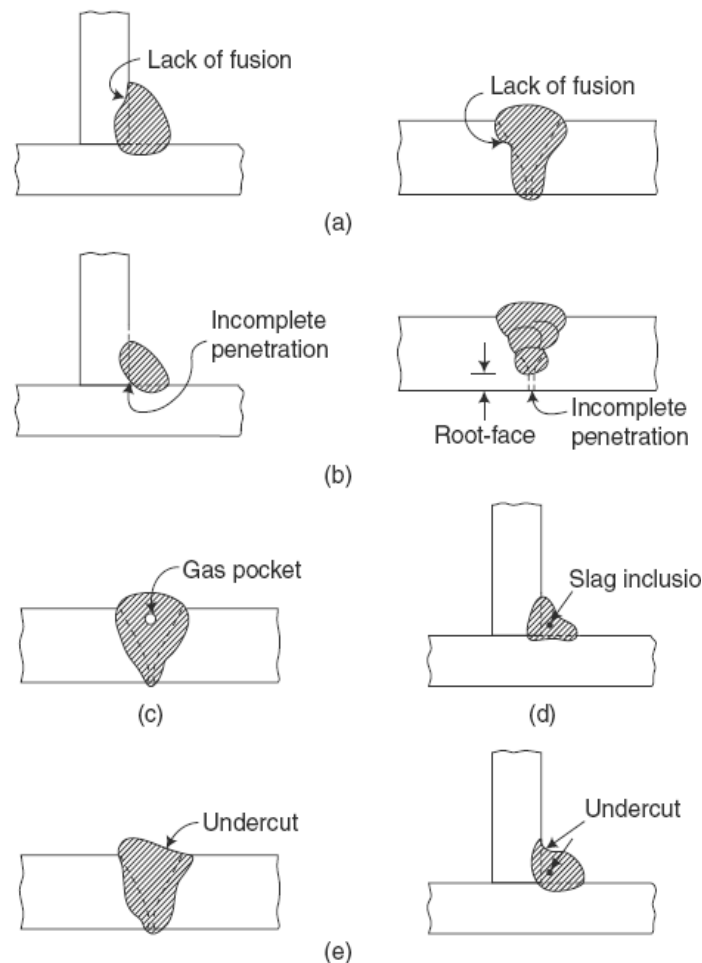 Lack of fusion
Lack of fusion
(a)
Incomplete
penetration
Root-face
Incomplete
penetration
(b)
Gas pocket
(c)
Slag inclusio
(d)
Undercut
Undercut
(e)